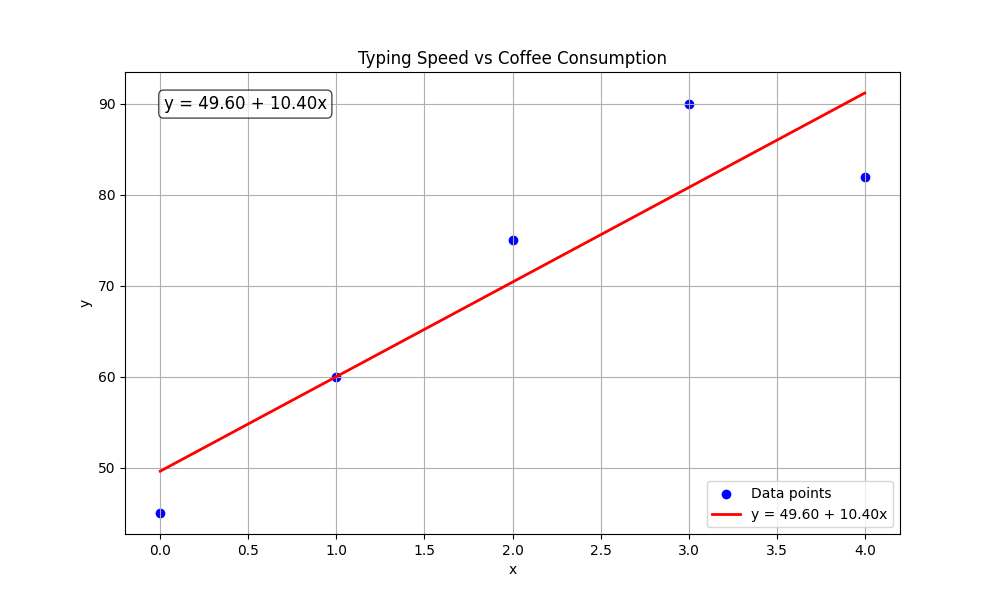 Typing Speed vs Coffee Consumption
y = 49.60 + 10.40x
90
80
70
60
50
y
0.0 0.5 1.0 1.5 2.0 2.5 3.0 3.5 4.0
x
Data points
y = 49.60 + 10.40x